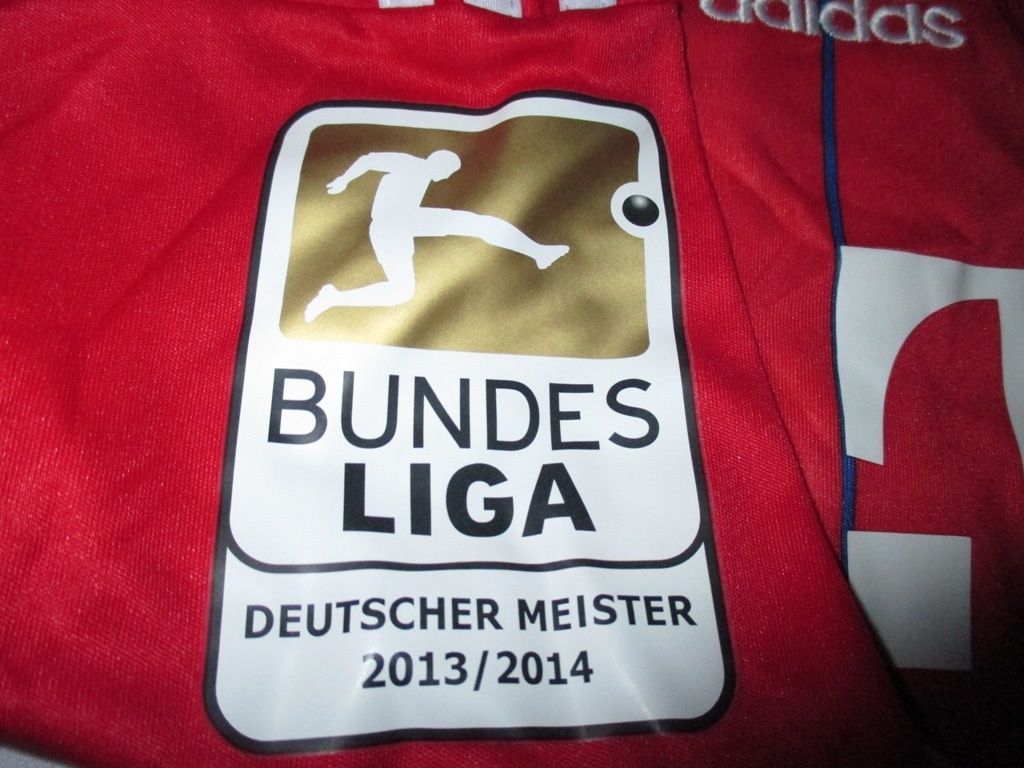 adidas
BUNDES
LIGA
DEUTSCHER MEISTER
2013/2014